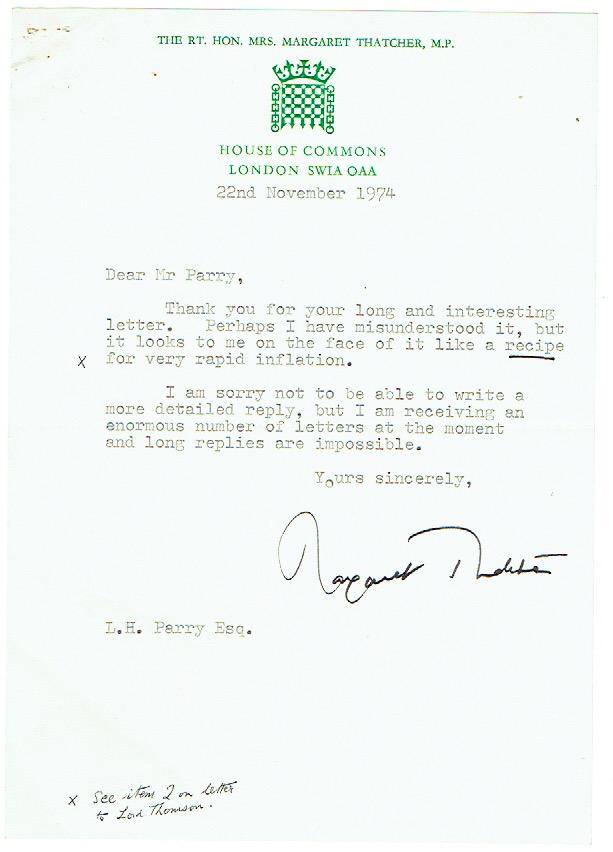 THE RT. HON. MRS. MARGARET THATCHER, M.P.
HOUSE OF COMMONS
LONDON SW1A OAA
22nd November 1974
Dear Mr Parry,
Thank you for your long and interesting
letter. Perhaps I have misunderstood it, but
it looks to me on the face of it like a recipe
x for very rapid inflation.
I am sorry not to be able to write a
more detailed reply, but I am receiving an
enormous number of letters at the moment
and long replies are impossible.
Yours sincerely,
Margaret Thatcher
L.H. Parry Esq.
x See item 2 on letter
to Lord Thomson.